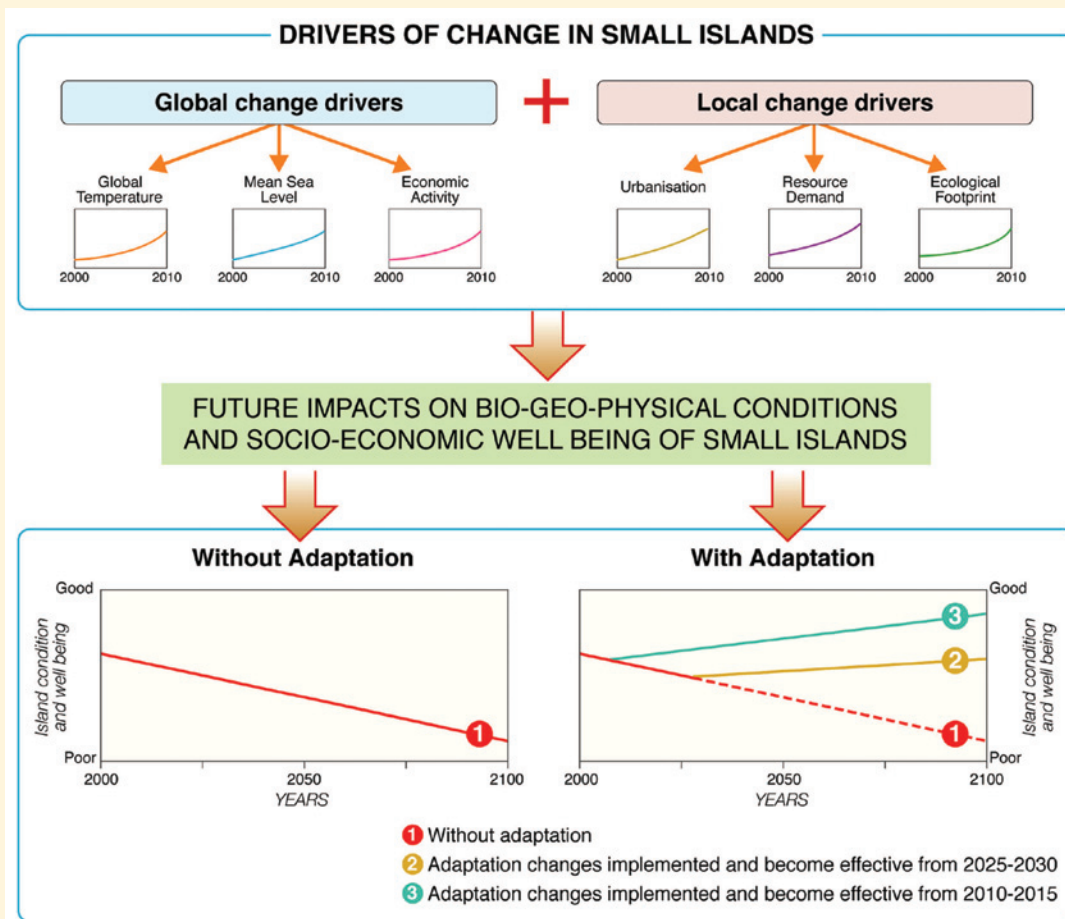 DRIVERS OF CHANGE IN SMALL ISLANDS
Global change drivers
+
Local change drivers
Global
Temperature
2000 2010
Mean Sea
Level
2000 2010
Economic
Activity
2000 2010
Urbanisation
2000 2010
Resource
Demand
2000 2010
Ecological
Footprint
2000 2010
FUTURE IMPACTS ON BIO-GEO-PHYSICAL CONDITIONS
AND SOCIO-ECONOMIC WELL BEING OF SMALL ISLANDS
Without Adaptation
Good
Island condition
and well being
Poor
1
2000 2050 2100
YEARS
With Adaptation
Good
3
2
1
Island condition
and well being
Poor
2000 2050 2100
YEARS
1 Without adaptation
2 Adaptation changes implemented and become effective from 2025-2030
3 Adaptation changes implemented and become effective from 2010-2015